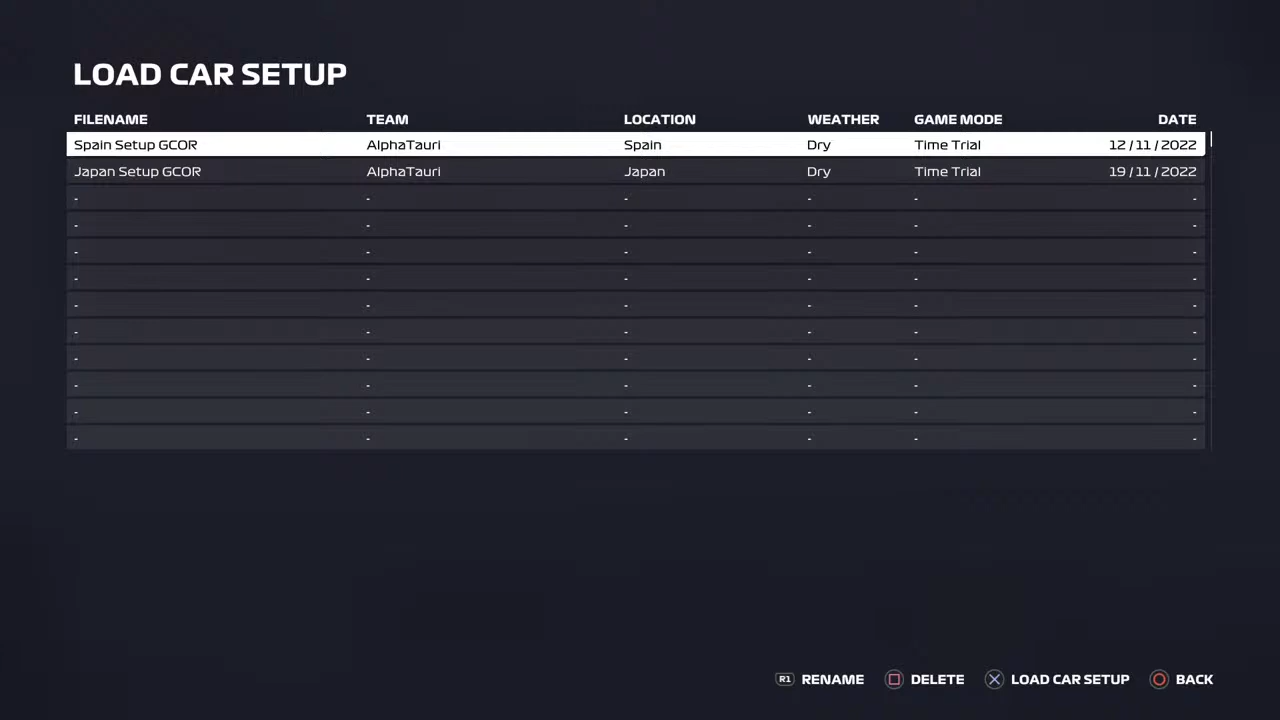 LOAD CAR SETUP
FILENAME TEAM LOCATION WEATHER GAME MODE DATE
Spain Setup GCOR AlphaTauri Spain Dry Time Trial 12 / 11 / 2022
Japan Setup GCOR AlphaTauri Japan Dry Time Trial 19 / 11 / 2022
- - - - - -
- - - - - -
- - - - - -
- - - - - -
- - - - - -
- - - - - -
- - - - - -
- - - - - -
- - - - - -
- - - - - -
R1 RENAME DELETE LOAD CAR SETUP BACK